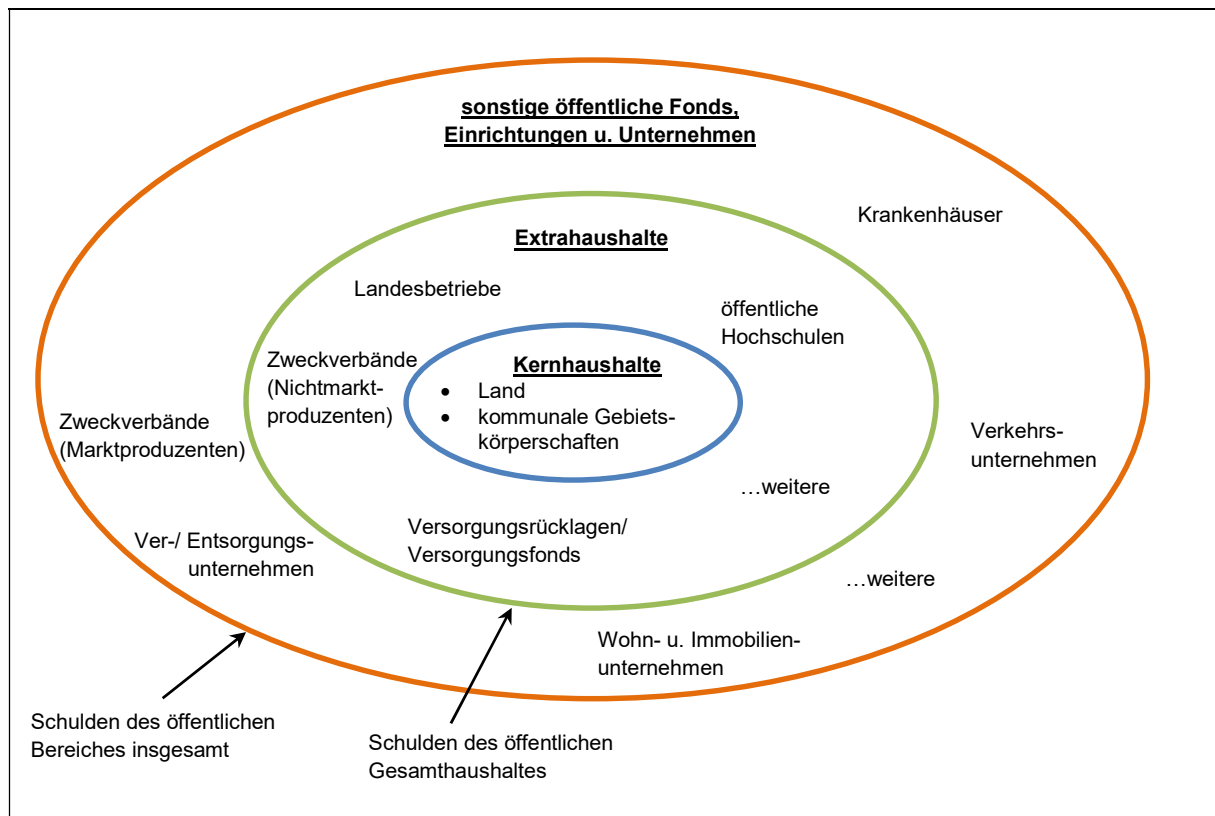 sonstige öffentliche Fonds,
Einrichtungen u. Unternehmen
Krankenhäuser
Extrahaushalte
Landesbetriebe
öffentliche
Hochschulen
Zweckverbände
(Nichtmarkt-
produzenten)
Kernhaushalte
• Land
• kommunale Gebiets-
körperschaften
Zweckverbände
(Marktproduzenten)
Verkehrs-
unternehmen
…weitere
Versorgungsrücklagen/
Versorgungsfonds
Ver-/ Entsorgungs-
unternehmen
…weitere
Wohn- u. Immobilien-
unternehmen
Schulden des öffentlichen
Bereiches insgesamt
Schulden des öffentlichen
Gesamthaushaltes